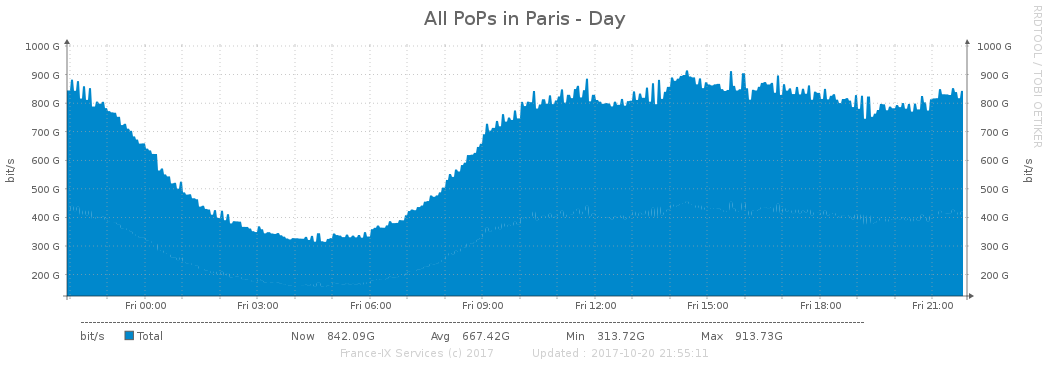 All PoPs in Paris - Day
RRDTOOL / TOBI OETIKER
1000 G 1000 G
900 G 900 G
800 G 800 G
700 G 700 G
600 G 600 G
500 G 500 G
400 G 400 G
300 G 300 G
200 G 200 G
bit/s
bit/s
Fri 00:00 Fri 03:00 Fri 06:00 Fri 09:00 Fri 12:00 Fri 15:00 Fri 18:00 Fri 21:00
bit/s Total Now 842.09G Avg 667.42G Min 313.72G Max 913.73G
France-IX Services (c) 2017 Updated : 2017-10-20 21:55:11